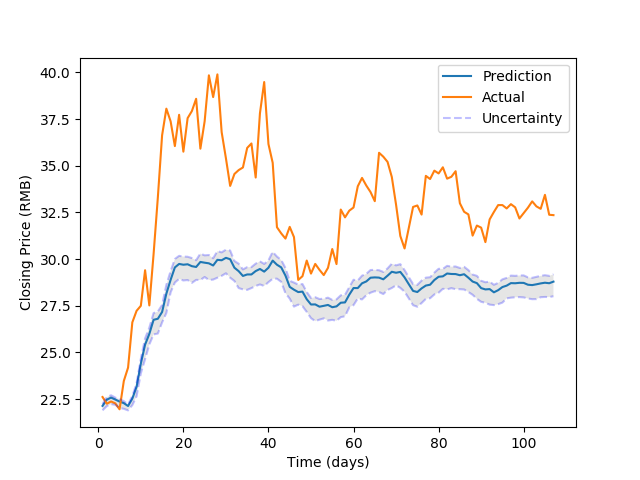 Prediction
Actual
Uncertainty
40.0
37.5
35.0
32.5
30.0
27.5
25.0
22.5
Closing Price (RMB)
0 20 40 60 80 100
Time (days)